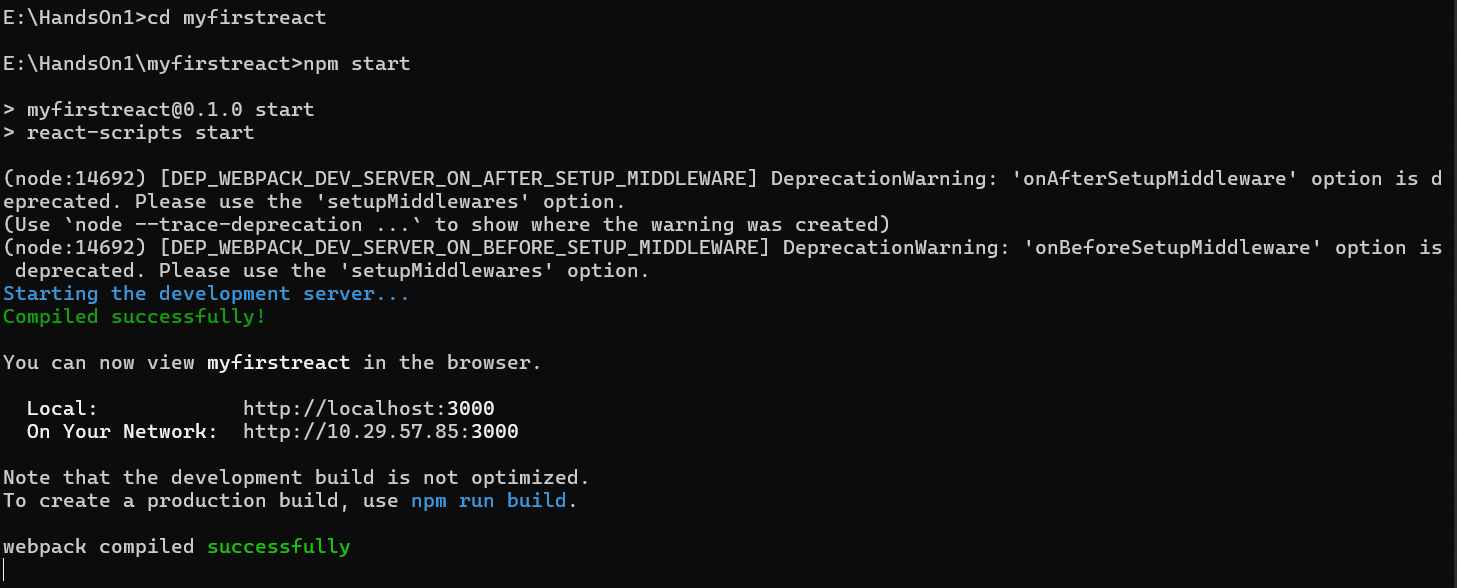 E:\HandsOn1>cd myfirstreact
E:\HandsOn1\myfirstreact>npm start
> myfirstreact@0.1.0 start
> react-scripts start
(node:14692) [DEP_WEBPACK_DEV_SERVER_ON_AFTER_SETUP_MIDDLEWARE] DeprecationWarning: 'onAfterSetupMiddleware' option is d
eprecated. Please use the 'setupMiddlewares' option.
(Use `node --trace-deprecation ...` to show where the warning was created)
(node:14692) [DEP_WEBPACK_DEV_SERVER_ON_BEFORE_SETUP_MIDDLEWARE] DeprecationWarning: 'onBeforeSetupMiddleware' option is
 deprecated. Please use the 'setupMiddlewares' option.
Starting the development server...
Compiled successfully!
You can now view myfirstreact in the browser.
  Local:            http://localhost:3000
  On Your Network:  http://10.29.57.85:3000
Note that the development build is not optimized.
To create a production build, use npm run build.
webpack compiled successfully